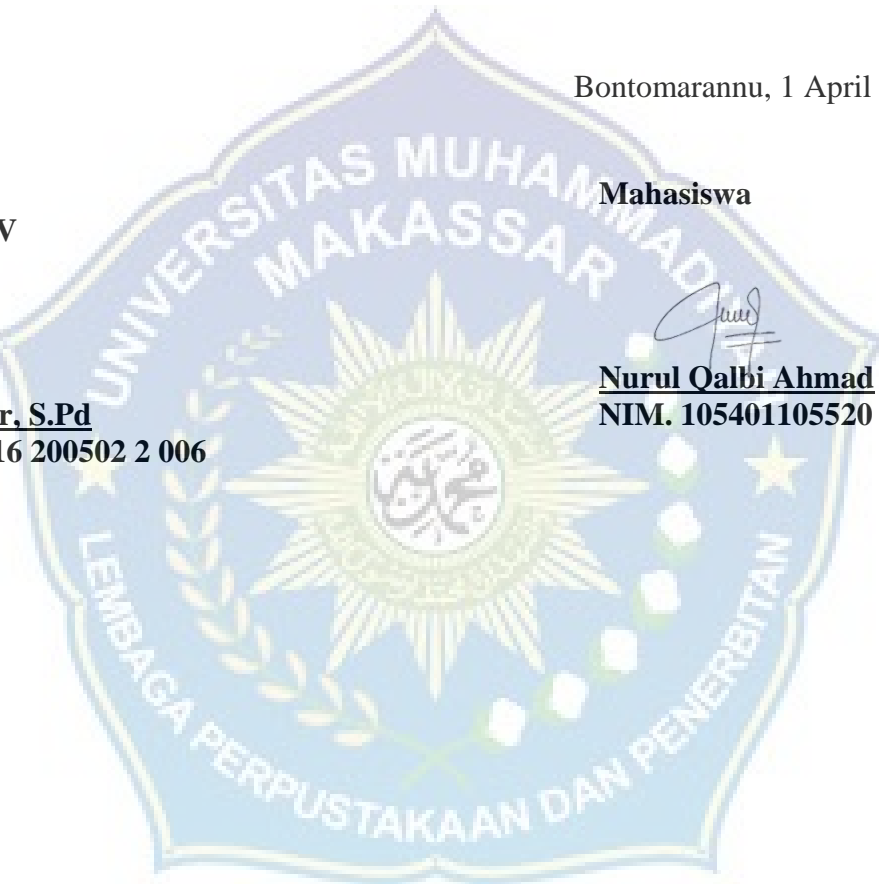 Bontomarannu, 1 April
Mahasiswa
V
Nurul Qalbi Ahmad
NIM. 105401105520
r, S.Pd
16 200502 2 006
UNIVERSITAS MUHAMMADIYAH
MAKASSAR
LEMBAGA PERPUSTAKAAN DAN PENERBITAN